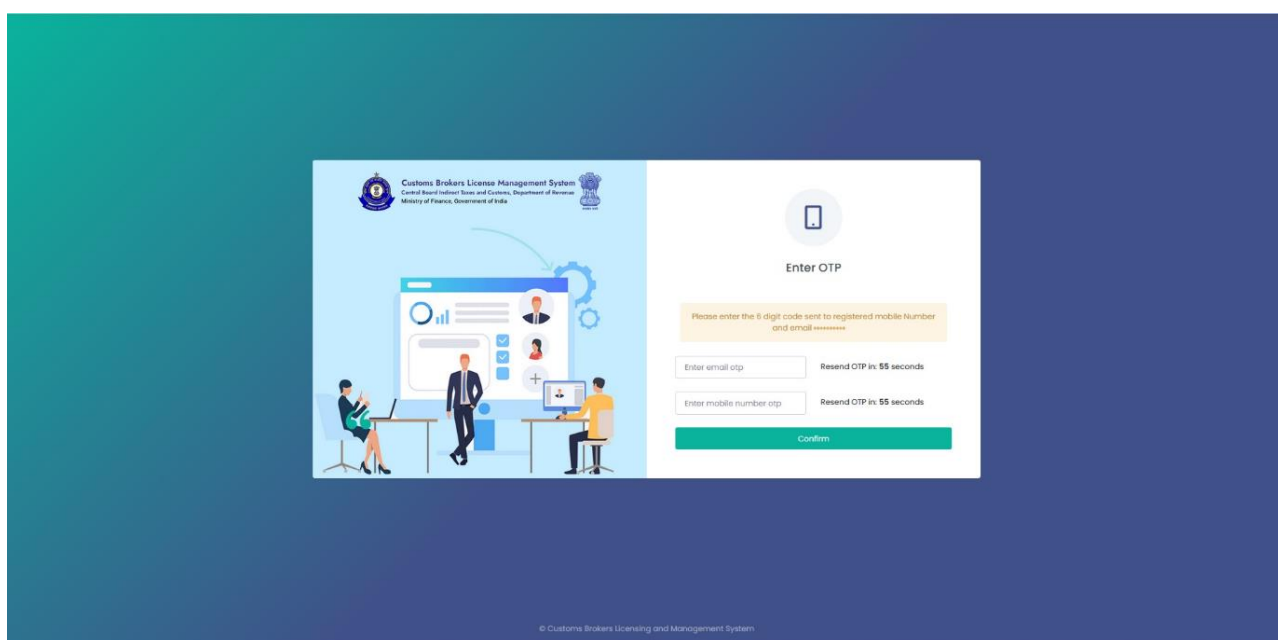 Customs Brokers License Management System
Central Board Indirect Taxes and Customs, Department of Revenue
Ministry of Finance, Government of India
Enter OTP
Please enter the 6 digit code sent to registered mobile Number
and email **********
Enter email otp
Resend OTP in: 55 seconds
Enter mobile number otp
Resend OTP in: 55 seconds
Confirm
© Customs Brokers Licensing and Management System